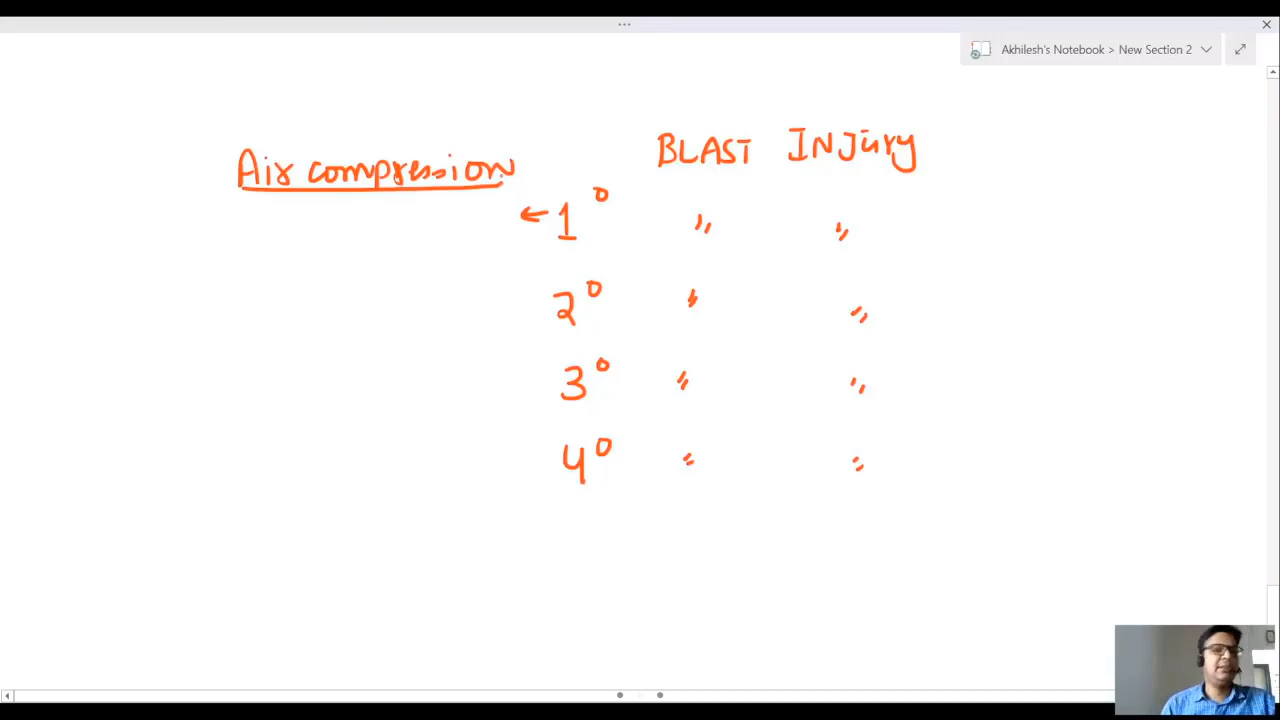 Akhilesh's Notebook > New Section 2
BLAST INJury
Air compression
← 1° " "
2° " "
3° " "
4° " "